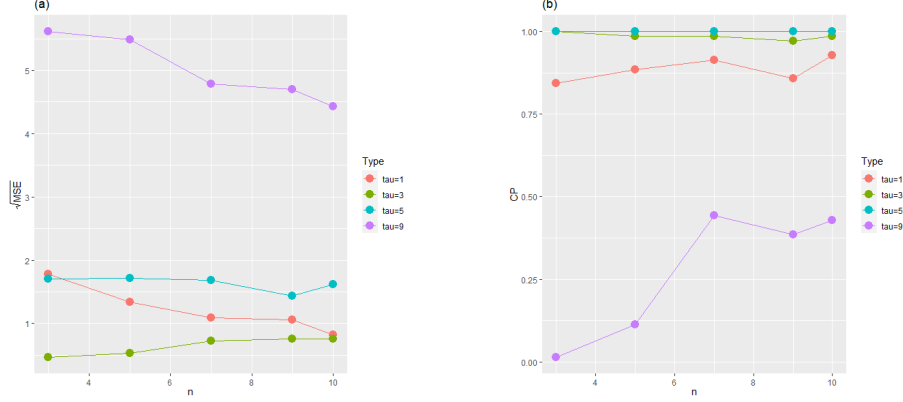 (a)
5
4
3
2
1
√MSE
4
6
8
10
n
Type
tau=1
tau=3
tau=5
tau=9
(b)
1.00
0.75
0.50
0.25
0.00
CP
4
6
8
10
n
Type
tau=1
tau=3
tau=5
tau=9